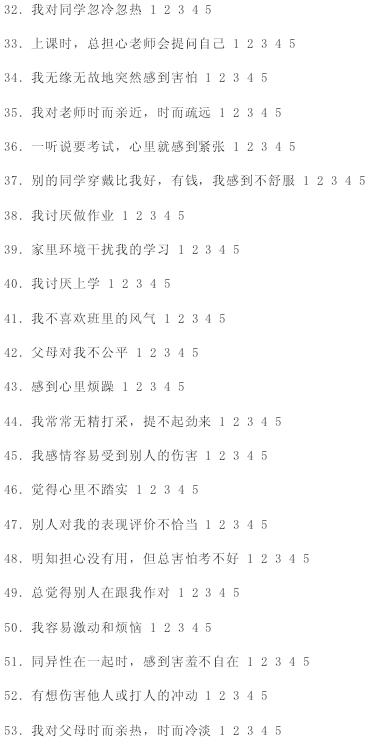 32. 我对同学忽冷忽热 1 2 3 4 5
33. 上课时，总担心老师会提问自己 1 2 3 4 5
34. 我无缘无故地突然感到害怕 1 2 3 4 5
35. 我对老师时而亲近，时而疏远 1 2 3 4 5
36. 一听说要考试，心里就感到紧张 1 2 3 4 5
37. 别的同学穿戴比我好，有钱，我感到不舒服 1 2 3 4 5
38. 我讨厌做作业 1 2 3 4 5
39. 家里环境干扰我的学习 1 2 3 4 5
40. 我讨厌上学 1 2 3 4 5
41. 我不喜欢班里的风气 1 2 3 4 5
42. 父母对我不公平 1 2 3 4 5
43. 感到心里烦躁 1 2 3 4 5
44. 我常常无精打采，提不起劲来 1 2 3 4 5
45. 我感情容易受到别人的伤害 1 2 3 4 5
46. 觉得心里不踏实 1 2 3 4 5
47. 别人对我的表现评价不恰当 1 2 3 4 5
48. 明知担心没有用，但总害怕考不好 1 2 3 4 5
49. 总觉得别人在跟我作对 1 2 3 4 5
50. 我容易激动和烦恼 1 2 3 4 5
51. 同异性在一起时，感到害羞不自在 1 2 3 4 5
52. 有想伤害他人或打人的冲动 1 2 3 4 5
53. 我对父母时而亲热，时而冷淡 1 2 3 4 5